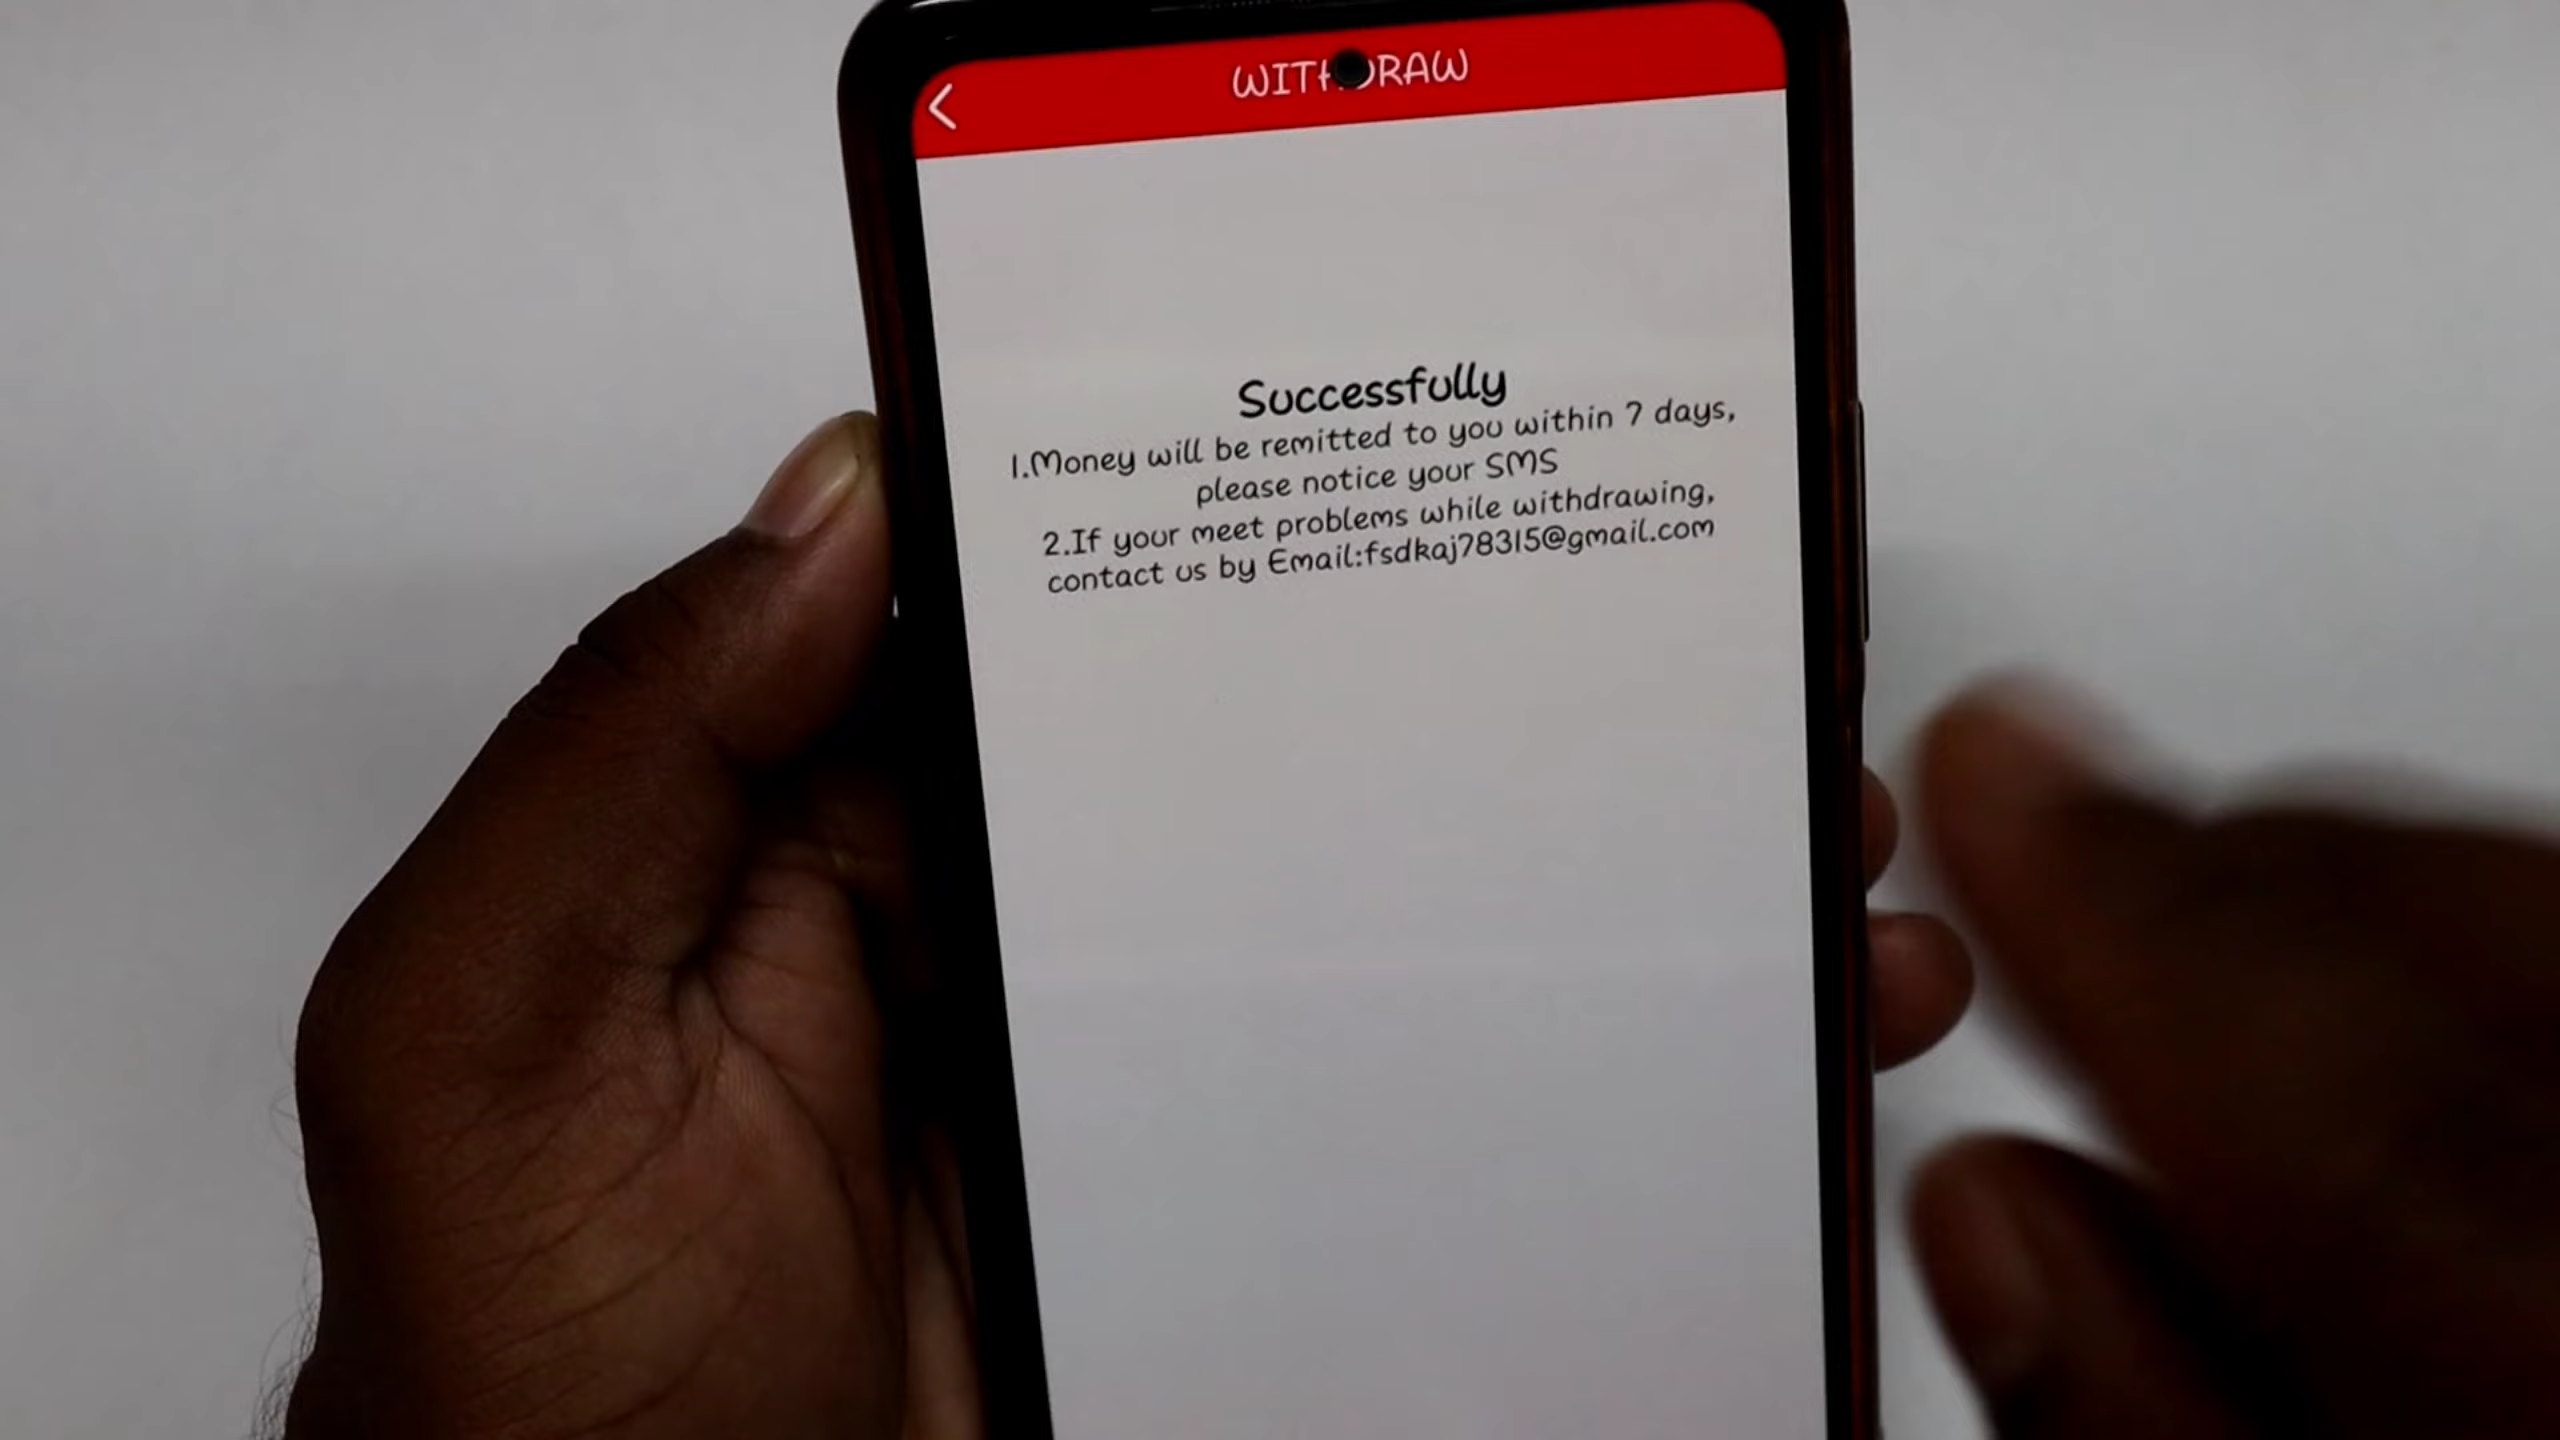 WITHDRAW
Successfully
1.Money will be remitted to you within 7 days,
please notice your SMS
2.If your meet problems while withdrawing,
contact us by Email:fsdkaj78315@gmail.com